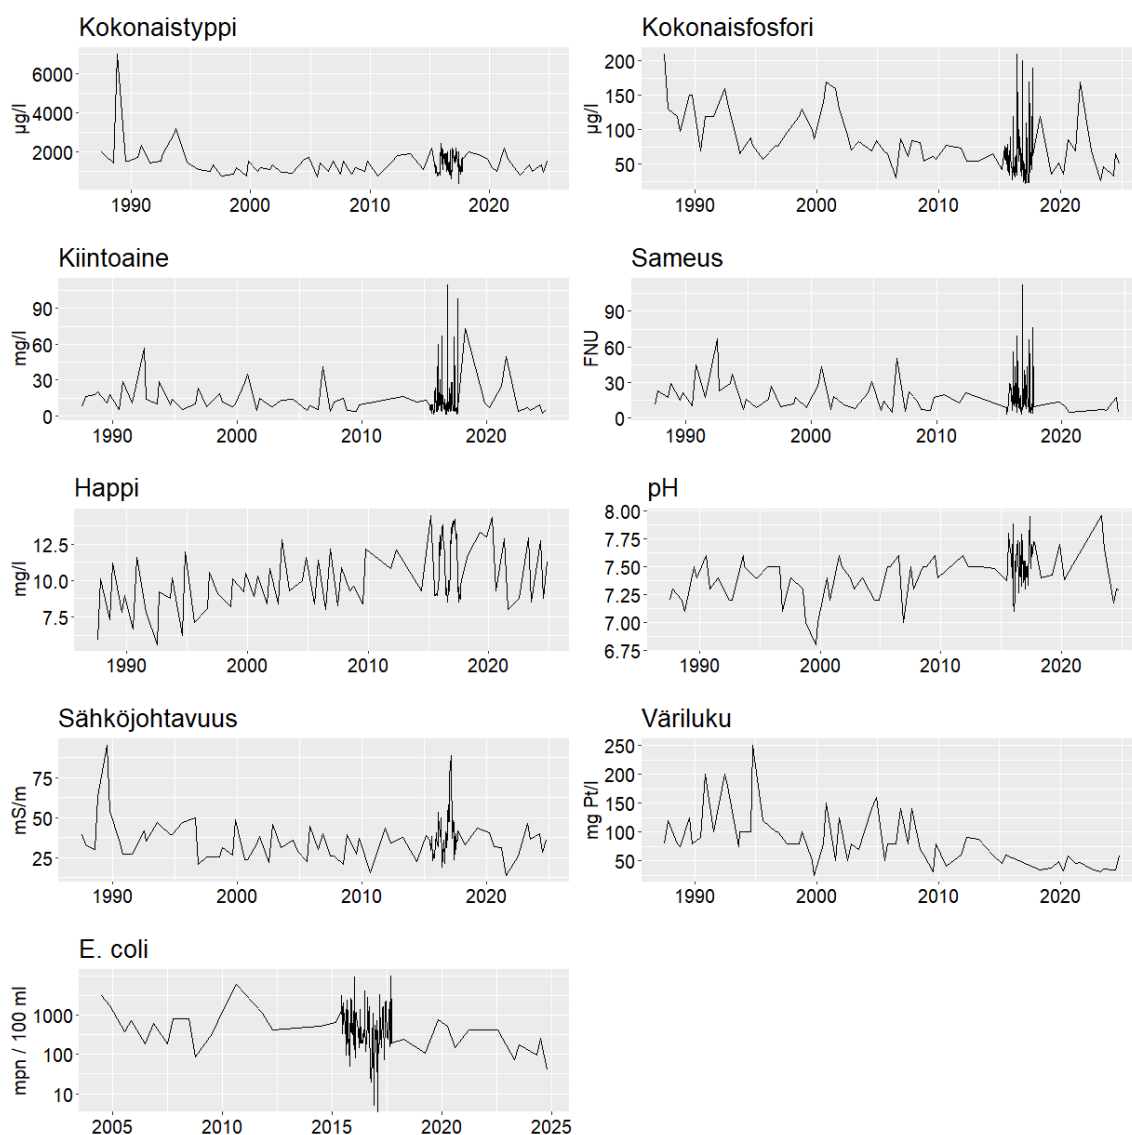 Kokonaistyppi
µg/l
6000
4000
2000
1990 2000 2010 2020
Kokonaisfosfori
µg/l
200
150
100
50
1990 2000 2010 2020
Kiintoaine
mg/l
90
60
30
0
1990 2000 2010 2020
Sameus
FNU
90
60
30
0
1990 2000 2010 2020
Happi
mg/l
12.5
10.0
7.5
1990 2000 2010 2020
pH
8.00
7.75
7.50
7.25
7.00
6.75
1990 2000 2010 2020
Sähköjohtavuus
mS/m
75
50
25
1990 2000 2010 2020
Väriluku
mg Pt/l
250
200
150
100
50
1990 2000 2010 2020
E. coli
mpn / 100 ml
1000
100
10
2005 2010 2015 2020 2025